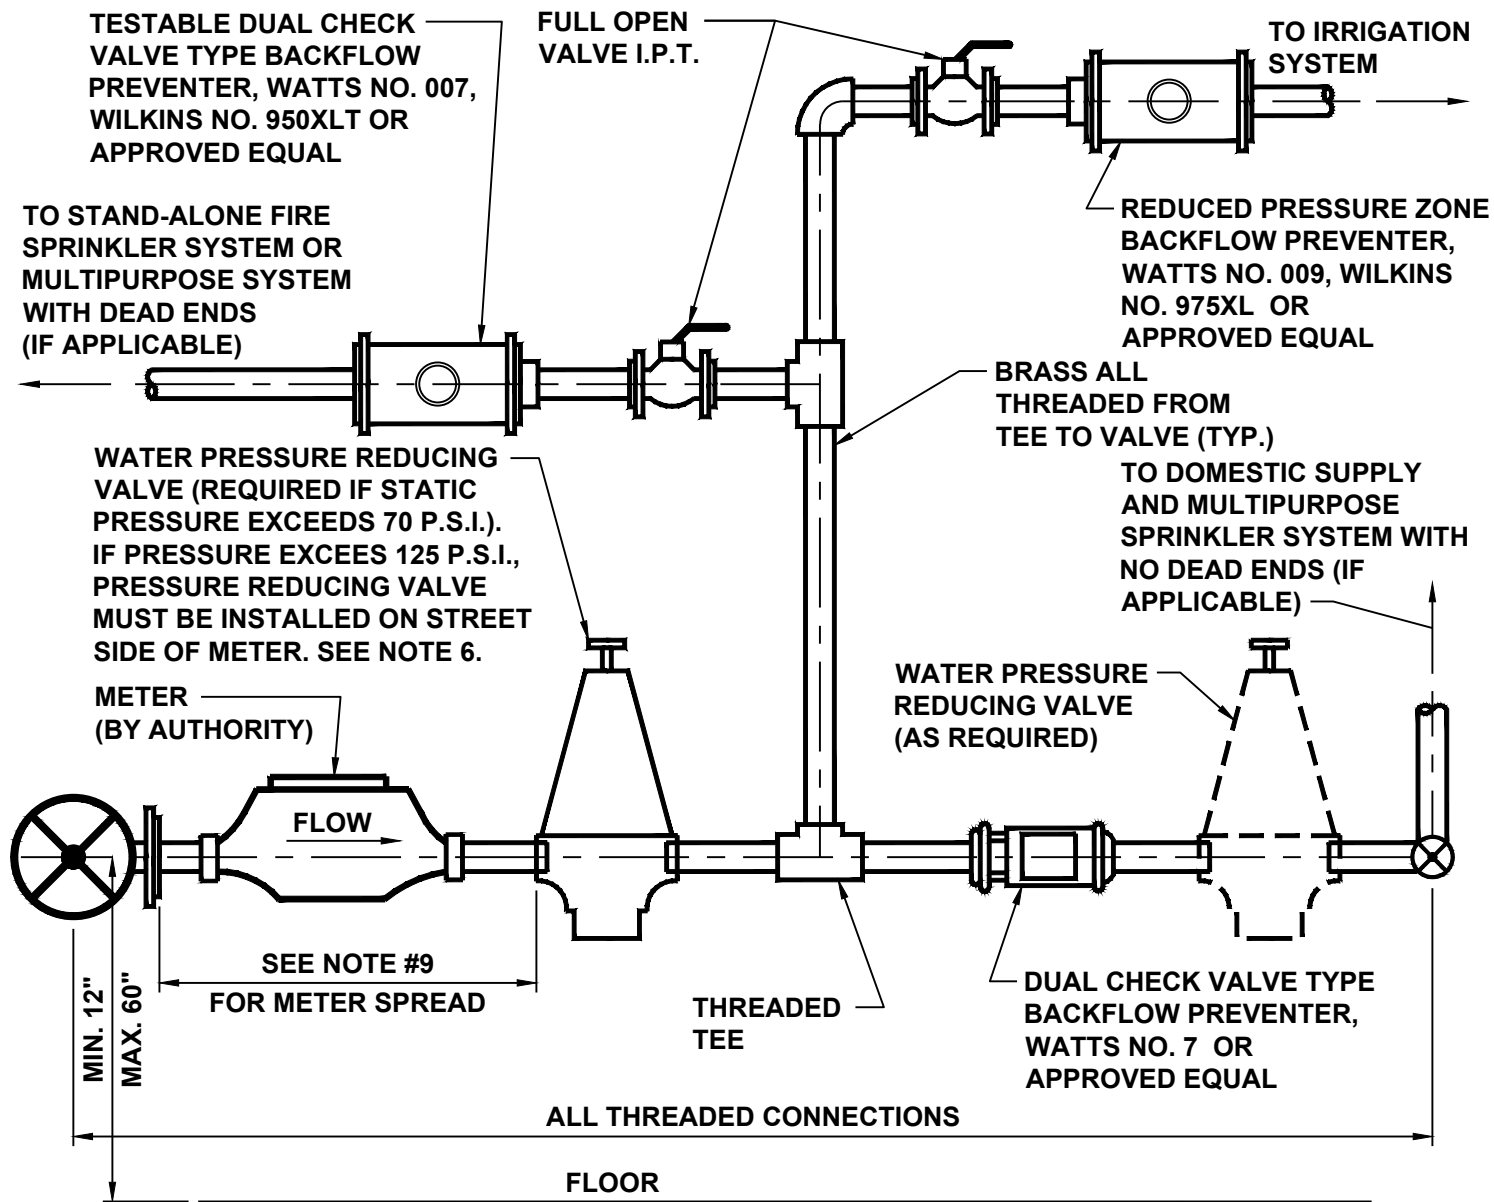 TESTABLE DUAL CHECK
VALVE TYPE BACKFLOW
PREVENTER, WATTS NO. 007,
WILKINS NO. 950XLT OR
APPROVED EQUAL
FULL OPEN
VALVE I.P.T.
TO IRRIGATION
SYSTEM
TO STAND-ALONE FIRE
SPRINKLER SYSTEM OR
MULTIPURPOSE SYSTEM
WITH DEAD ENDS
(IF APPLICABLE)
REDUCED PRESSURE ZONE
BACKFLOW PREVENTER,
WATTS NO. 009, WILKINS
NO. 975XL OR
APPROVED EQUAL
BRASS ALL
THREADED FROM
TEE TO VALVE (TYP.)
WATER PRESSURE REDUCING
VALVE (REQUIRED IF STATIC
PRESSURE EXCEEDS 70 P.S.I.).
IF PRESSURE EXCEES 125 P.S.I.,
PRESSURE REDUCING VALVE
MUST BE INSTALLED ON STREET
SIDE OF METER. SEE NOTE 6.
TO DOMESTIC SUPPLY
AND MULTIPURPOSE
SPRINKLER SYSTEM WITH
NO DEAD ENDS (IF
APPLICABLE)
METER
(BY AUTHORITY)
WATER PRESSURE
REDUCING VALVE
(AS REQUIRED)
FLOW
SEE NOTE #9
FOR METER SPREAD
MIN. 12"
MAX. 60"
THREADED
TEE
DUAL CHECK VALVE TYPE
BACKFLOW PREVENTER,
WATTS NO. 7 OR
APPROVED EQUAL
ALL THREADED CONNECTIONS
FLOOR